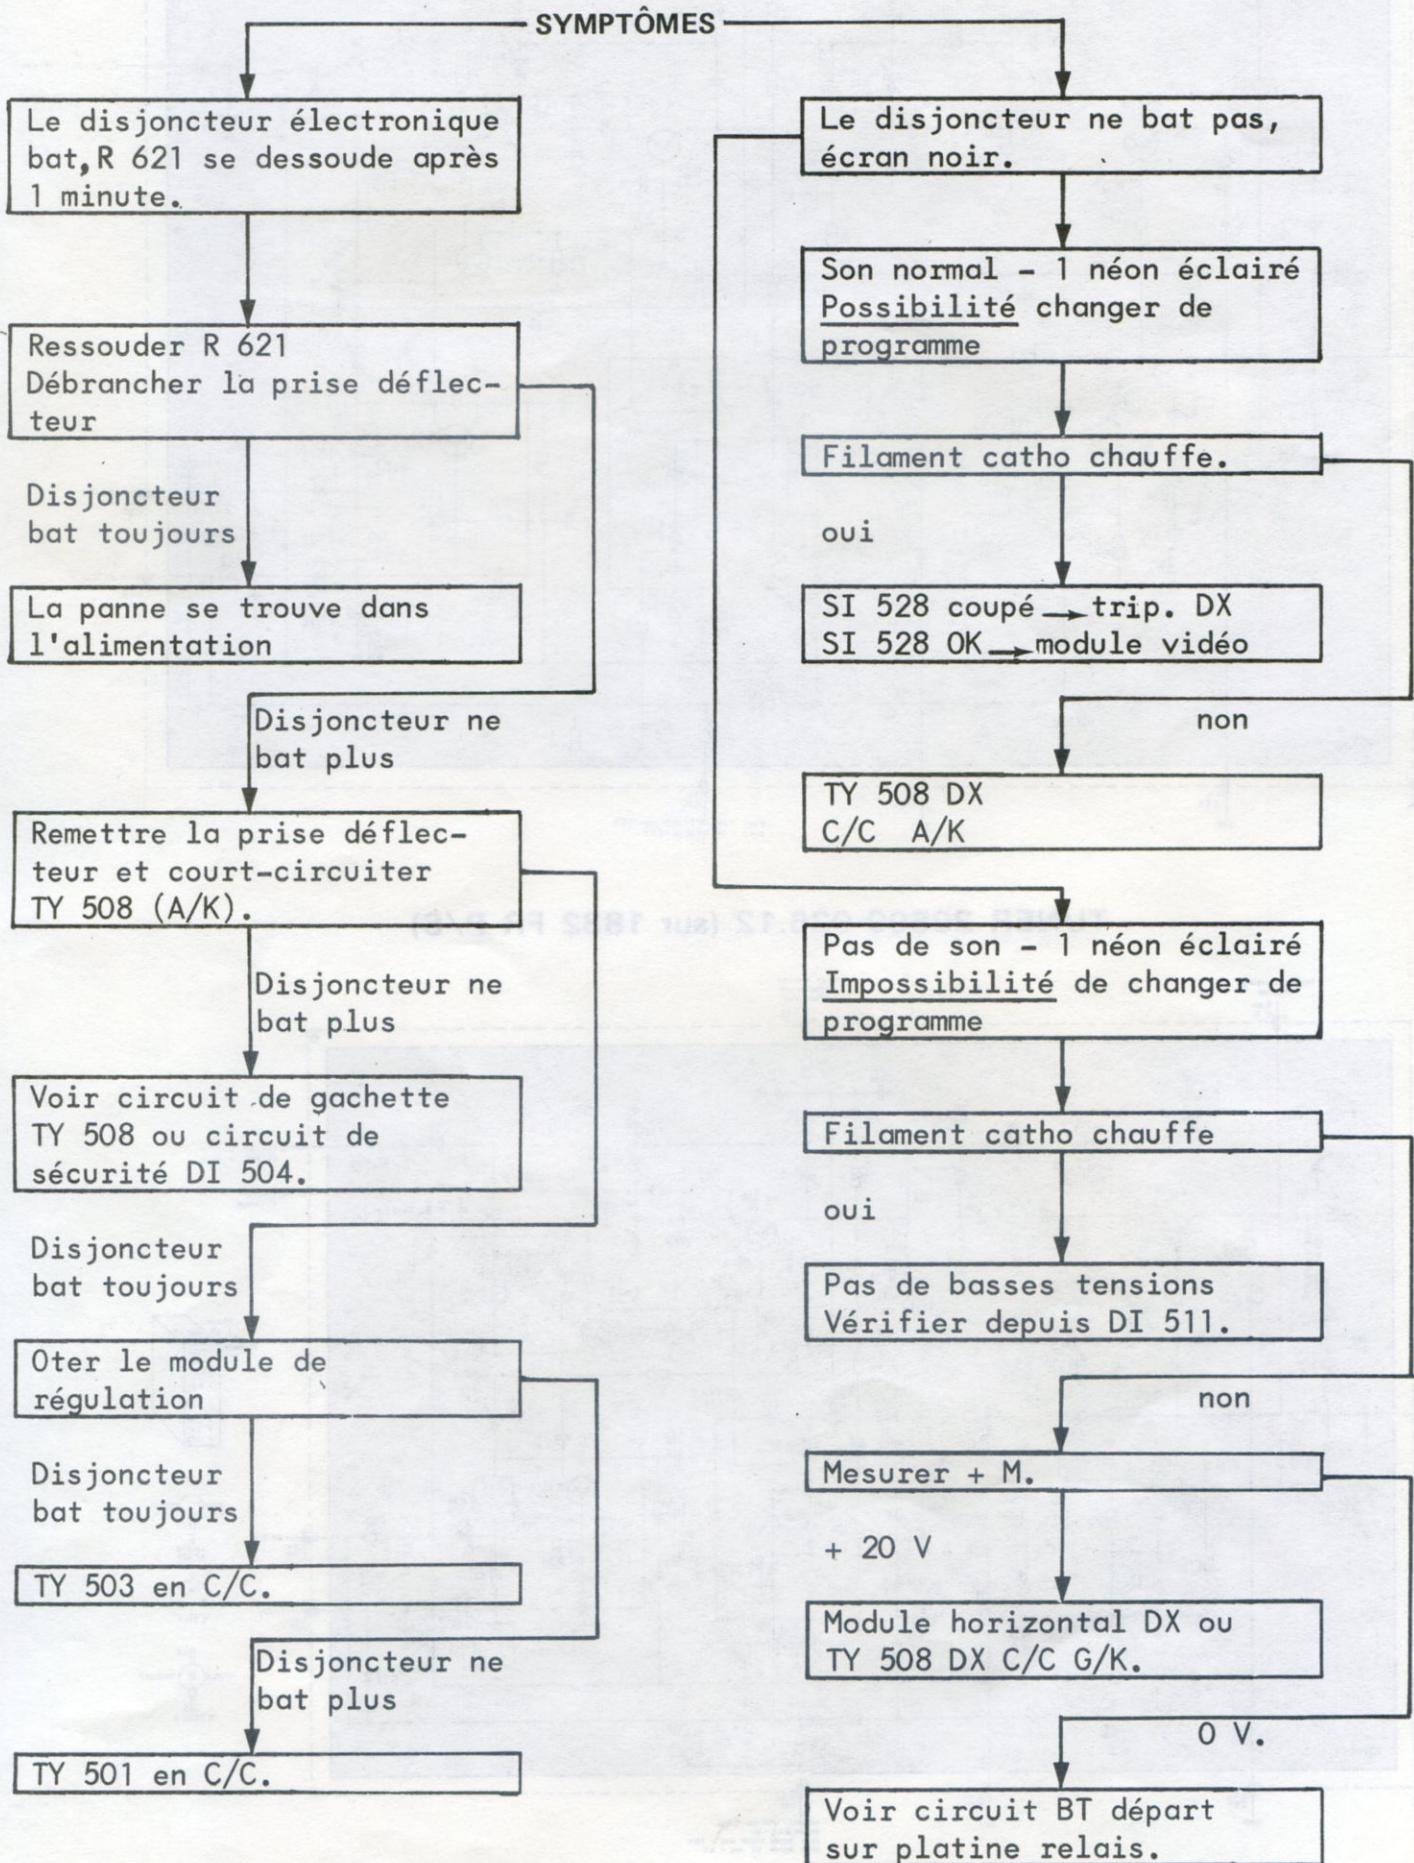 SYMPTÔMES
Le disjoncteur électronique
bat, R 621 se dessoude après
1 minute.
Ressouder R 621
Débrancher la prise déflec-
teur
Disjoncteur
bat toujours
La panne se trouve dans
l'alimentation
Disjoncteur ne
bat plus
Remettre la prise déflec-
teur et court-circuiter
TY 508 (A/K).
Disjoncteur ne
bat plus
Voir circuit de gachette
TY 508 ou circuit de
sécurité DI 504.
Disjoncteur
bat toujours
Oter le module de
régulation
Disjoncteur
bat toujours
TY 503 en C/C.
Disjoncteur ne
bat plus
TY 501 en C/C.
Le disjoncteur ne bat pas,
écran noir.
Son normal - 1 néon éclairé
Possibilité changer de
programme
Filament catho chauffe.
oui
SI 528 coupé → trip. DX
SI 528 OK → module vidéo
non
TY 508 DX
C/C A/K
Pas de son - 1 néon éclairé
Impossibilité de changer de
programme
Filament catho chauffe
oui
Pas de basses tensions
Vérifier depuis DI 511.
non
Mesurer + M.
+ 20 V
Module horizontal DX ou
TY 508 DX C/C G/K.
0 V.
Voir circuit BT départ
sur platine relais.